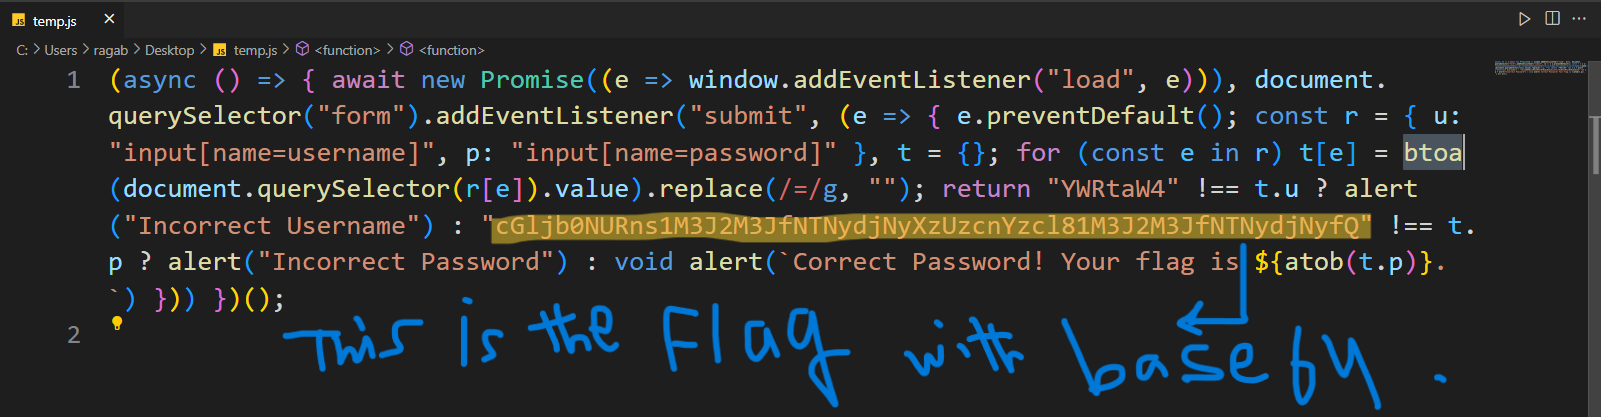 temp.js
C: > Users > ragab > Desktop > temp.js > <function> > <function>
1 (async () => { await new Promise((e => window.addEventListener("load", e))), document.
querySelector("form").addEventListener("submit", (e => { e.preventDefault(); const r = { u:
"input[name=username]", p: "input[name=password]" }, t = {}; for (const e in r) t[e] = btoa
(document.querySelector(r[e]).value).replace(/=/g, ""); return "YWRtaW4" !== t.u ? alert
("Incorrect Username") : "cGljb0NURns1M3J2M3JfNTNydjNyXzUzcnYzcl81M3J2M3JfNTNydjNyfQ" !== t.
p ? alert("Incorrect Password") : void alert(`Correct Password! Your flag is ${atob(t.p)}.
`) })) })();
2
This is the Flag with base 64.